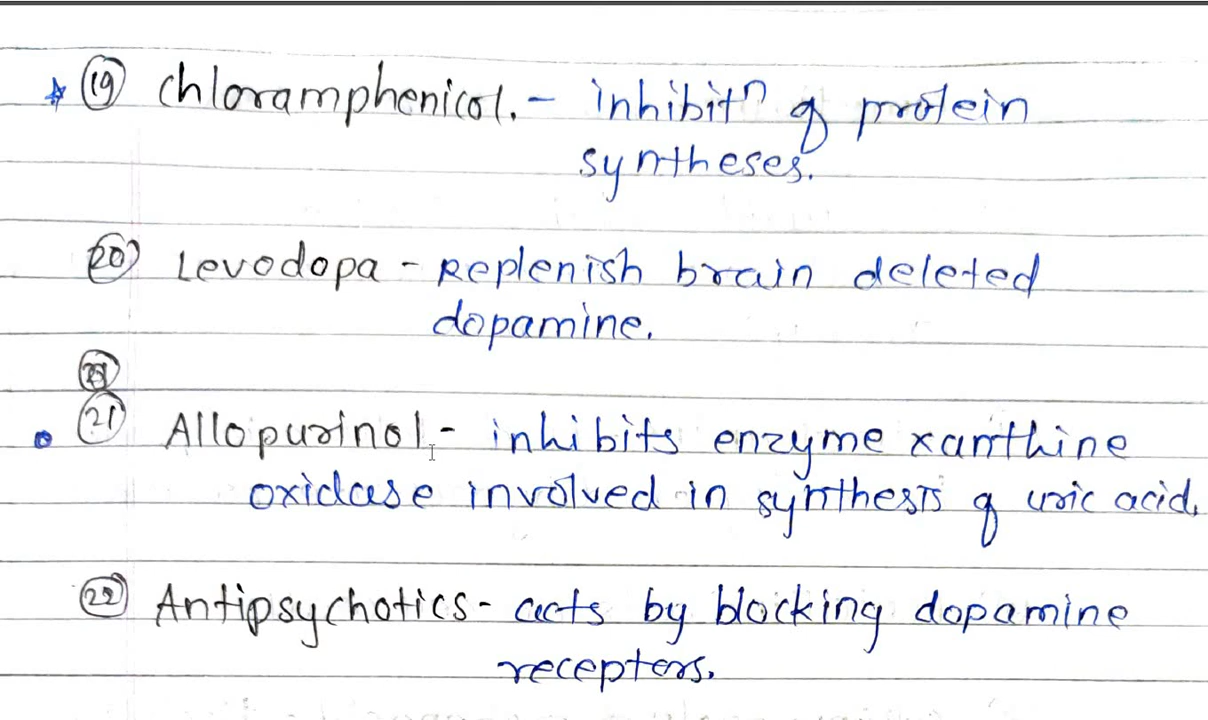 * (19) chloramphenicol. - inhibitⁿ of protein
syntheses.
(20) Levodopa - Replenish brain deleted
dopamine.
(21) Allopurinol - inhibits enzyme xanthine
oxidase involved in synthesis of uric acid.
(22) Antipsychotics - acts by blocking dopamine
receptors.